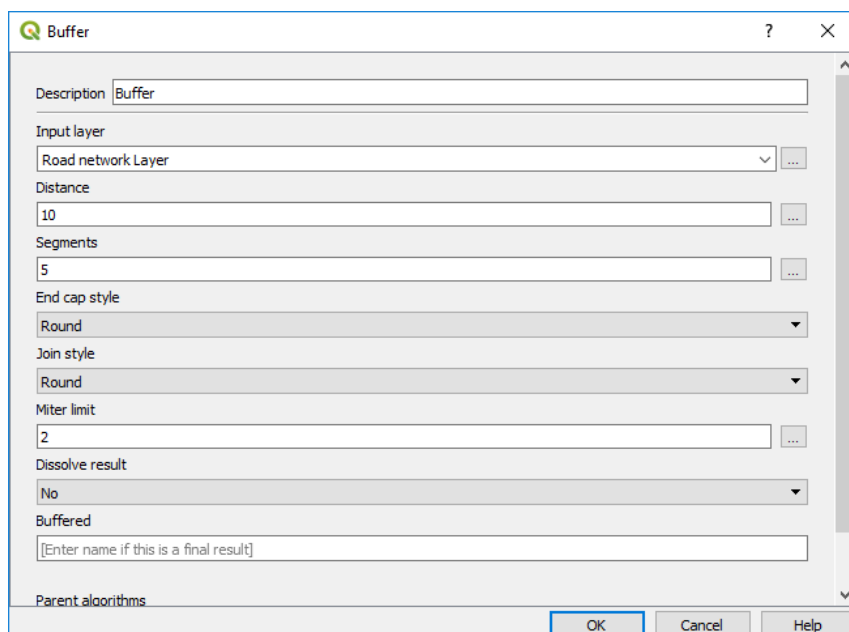 Buffer
?
Description Buffer
Input layer
Road network Layer
...
Distance
10
...
Segments
5
...
End cap style
Round
Join style
Round
Miter limit
2
...
Dissolve result
No
Buffered
[Enter name if this is a final result]
Parent algorithms
OK Cancel Help